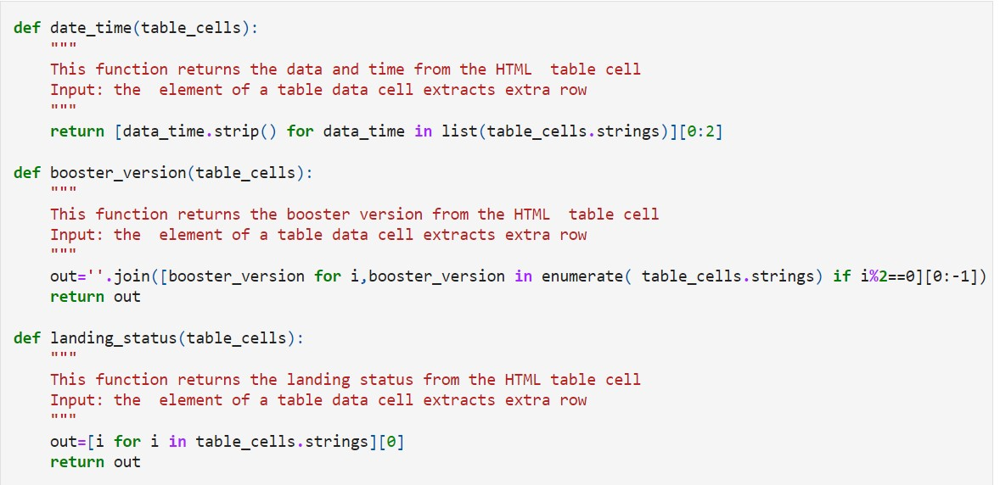 def date_time(table_cells):
    """
    This function returns the data and time from the HTML  table cell
    Input: the  element of a table data cell extracts extra row
    """
    return [data_time.strip() for data_time in list(table_cells.strings)][0:2]

def booster_version(table_cells):
    """
    This function returns the booster version from the HTML  table cell
    Input: the  element of a table data cell extracts extra row
    """
    out=''.join([booster_version for i,booster_version in enumerate( table_cells.strings) if i%2==0][0:-1])
    return out

def landing_status(table_cells):
    """
    This function returns the landing status from the HTML table cell
    Input: the  element of a table data cell extracts extra row
    """
    out=[i for i in table_cells.strings][0]
    return out